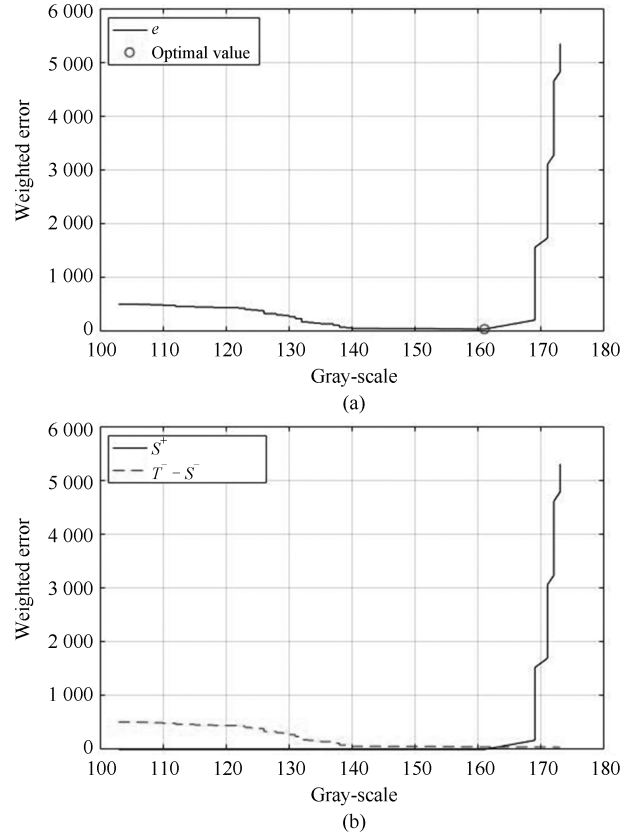 6 000
5 000
4 000
3 000
2 000
1 000
0
Weighted error
e
Optimal value
100 110 120 130 140 150 160 170 180
Gray-scale
(a)
6 000
5 000
4 000
3 000
2 000
1 000
0
Weighted error
S⁺
T⁻ − S⁻
100 110 120 130 140 150 160 170 180
Gray-scale
(b)